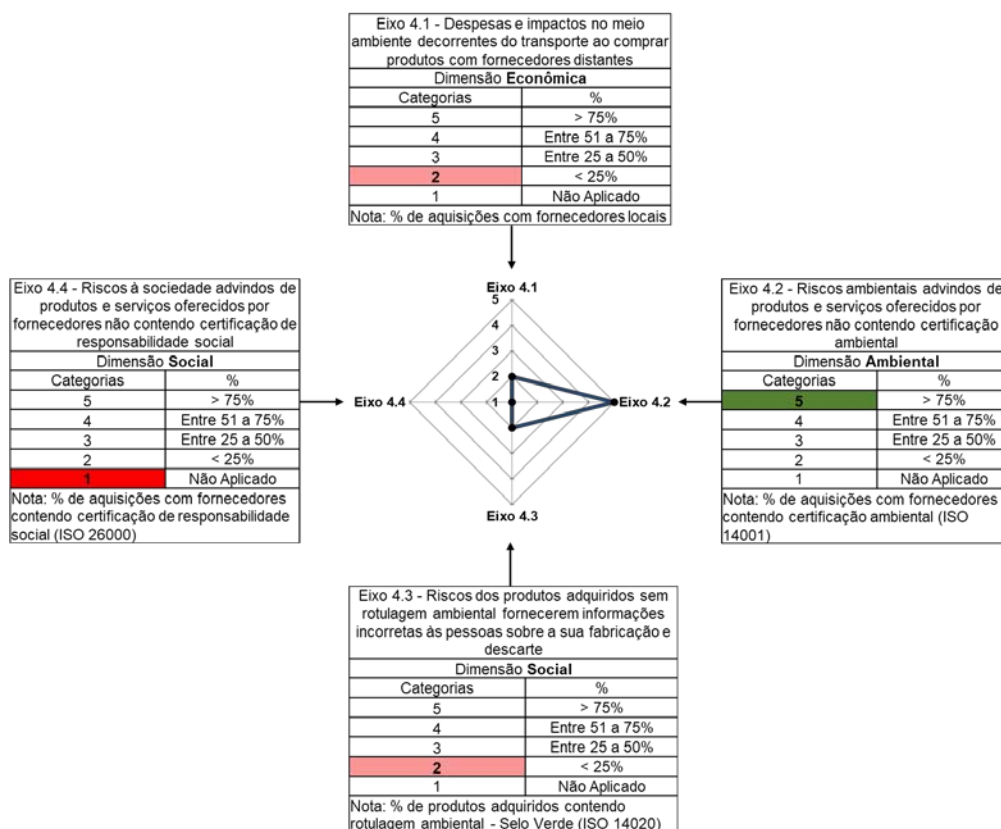 Eixo 4.1 - Despesas e impactos no meio
ambiente decorrentes do transporte ao comprar
produtos com fornecedores distantes
Dimensão Econômica
Categorias %
5 > 75%
4 Entre 51 a 75%
3 Entre 25 a 50%
2 < 25%
1 Não Aplicado
Nota: % de aquisições com fornecedores locais
Eixo 4.4 - Riscos à sociedade advindos de
produtos e serviços oferecidos por
fornecedores não contendo certificação de
responsabilidade social
Dimensão Social
Categorias %
5 > 75%
4 Entre 51 a 75%
3 Entre 25 a 50%
2 < 25%
1 Não Aplicado
Nota: % de aquisições com fornecedores
contendo certificação de responsabilidade
social (ISO 26000)
Eixo 4.1
5
4
3
2
1
Eixo 4.4
Eixo 4.2
Eixo 4.3
Eixo 4.2 - Riscos ambientais advindos de
produtos e serviços oferecidos por
fornecedores não contendo certificação
ambiental
Dimensão Ambiental
Categorias %
5 > 75%
4 Entre 51 a 75%
3 Entre 25 a 50%
2 < 25%
1 Não Aplicado
Nota: % de aquisições com fornecedores
contendo certificação ambiental (ISO
14001)
Eixo 4.3 - Riscos dos produtos adquiridos sem
rotulagem ambiental fornecerem informações
incorretas às pessoas sobre a sua fabricação e
descarte
Dimensão Social
Categorias %
5 > 75%
4 Entre 51 a 75%
3 Entre 25 a 50%
2 < 25%
1 Não Aplicado
Nota: % de produtos adquiridos contendo
rotulagem ambiental - Selo Verde (ISO 14020)